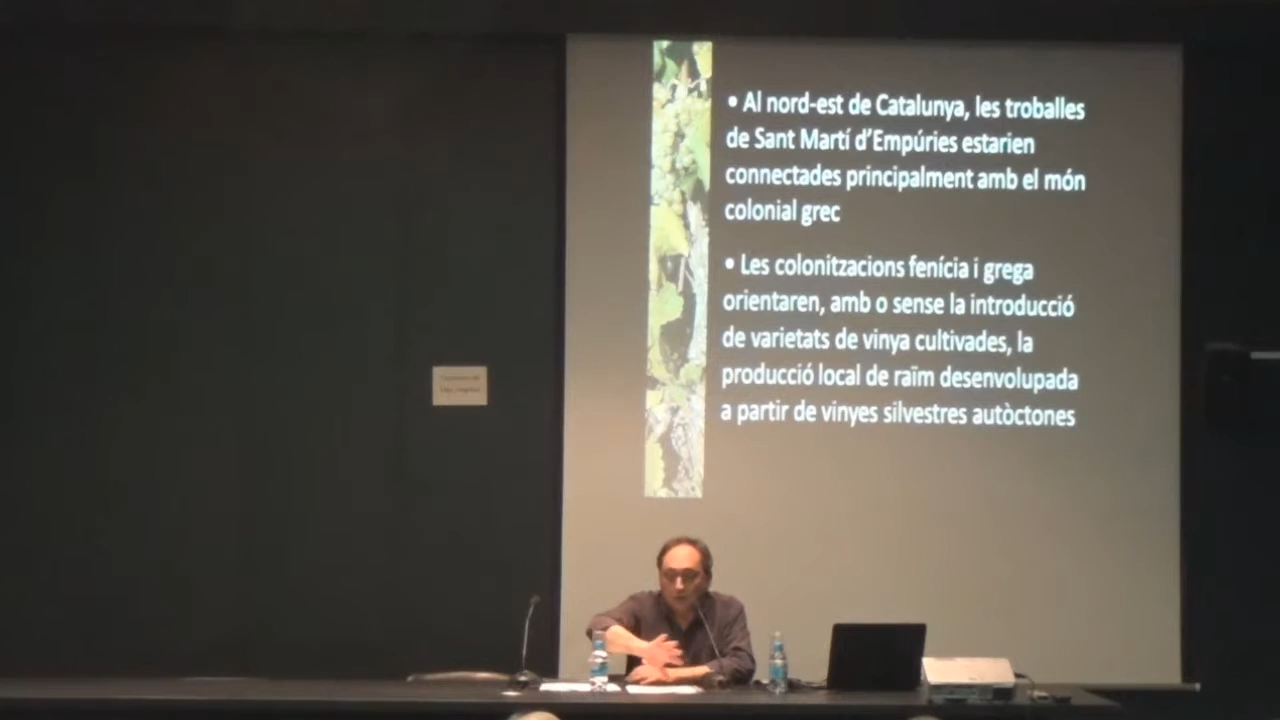 • Al nord-est de Catalunya, les troballes
de Sant Martí d'Empúries estarien
connectades principalment amb el món
colonial grec
• Les colonitzacions fenícia i grega
orientaren, amb o sense la introducció
de varietats de vinya cultivades, la
producció local de raïm desenvolupada
a partir de vinyes silvestres autòctones